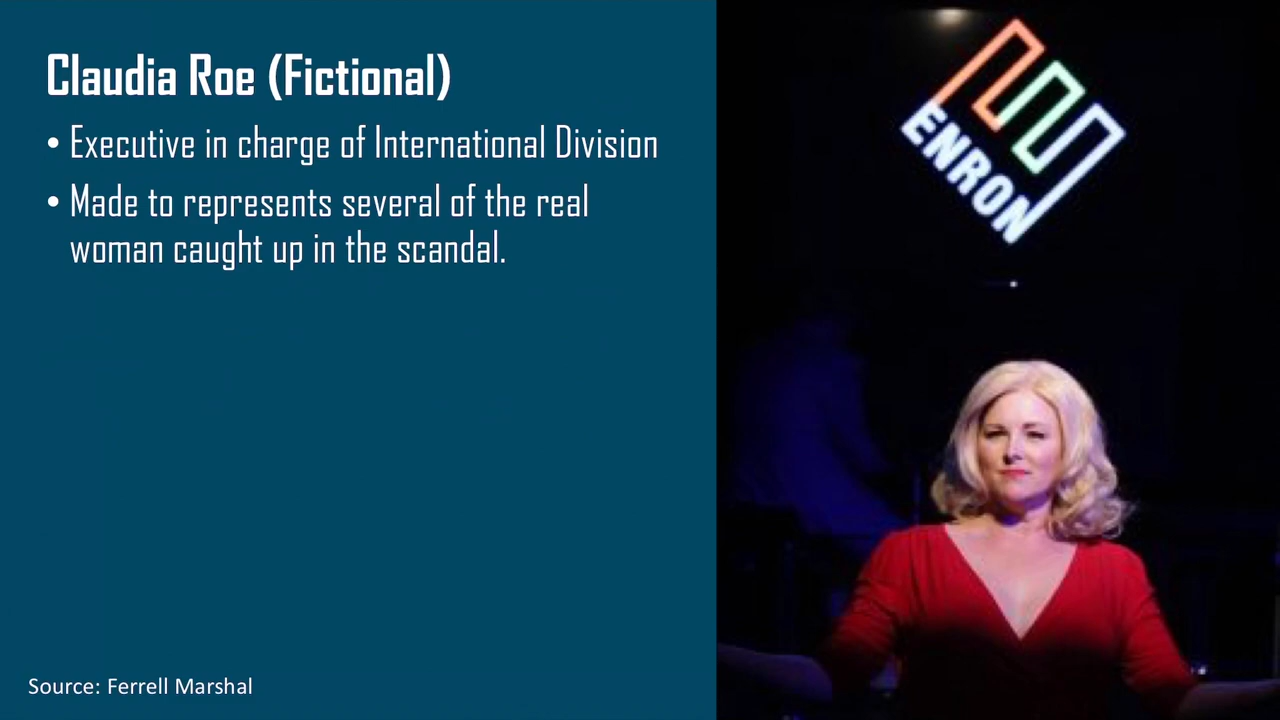 Claudia Roe (Fictional)
• Executive in charge of International Division
• Made to represents several of the real
woman caught up in the scandal.
Source: Ferrell Marshal
ENRON